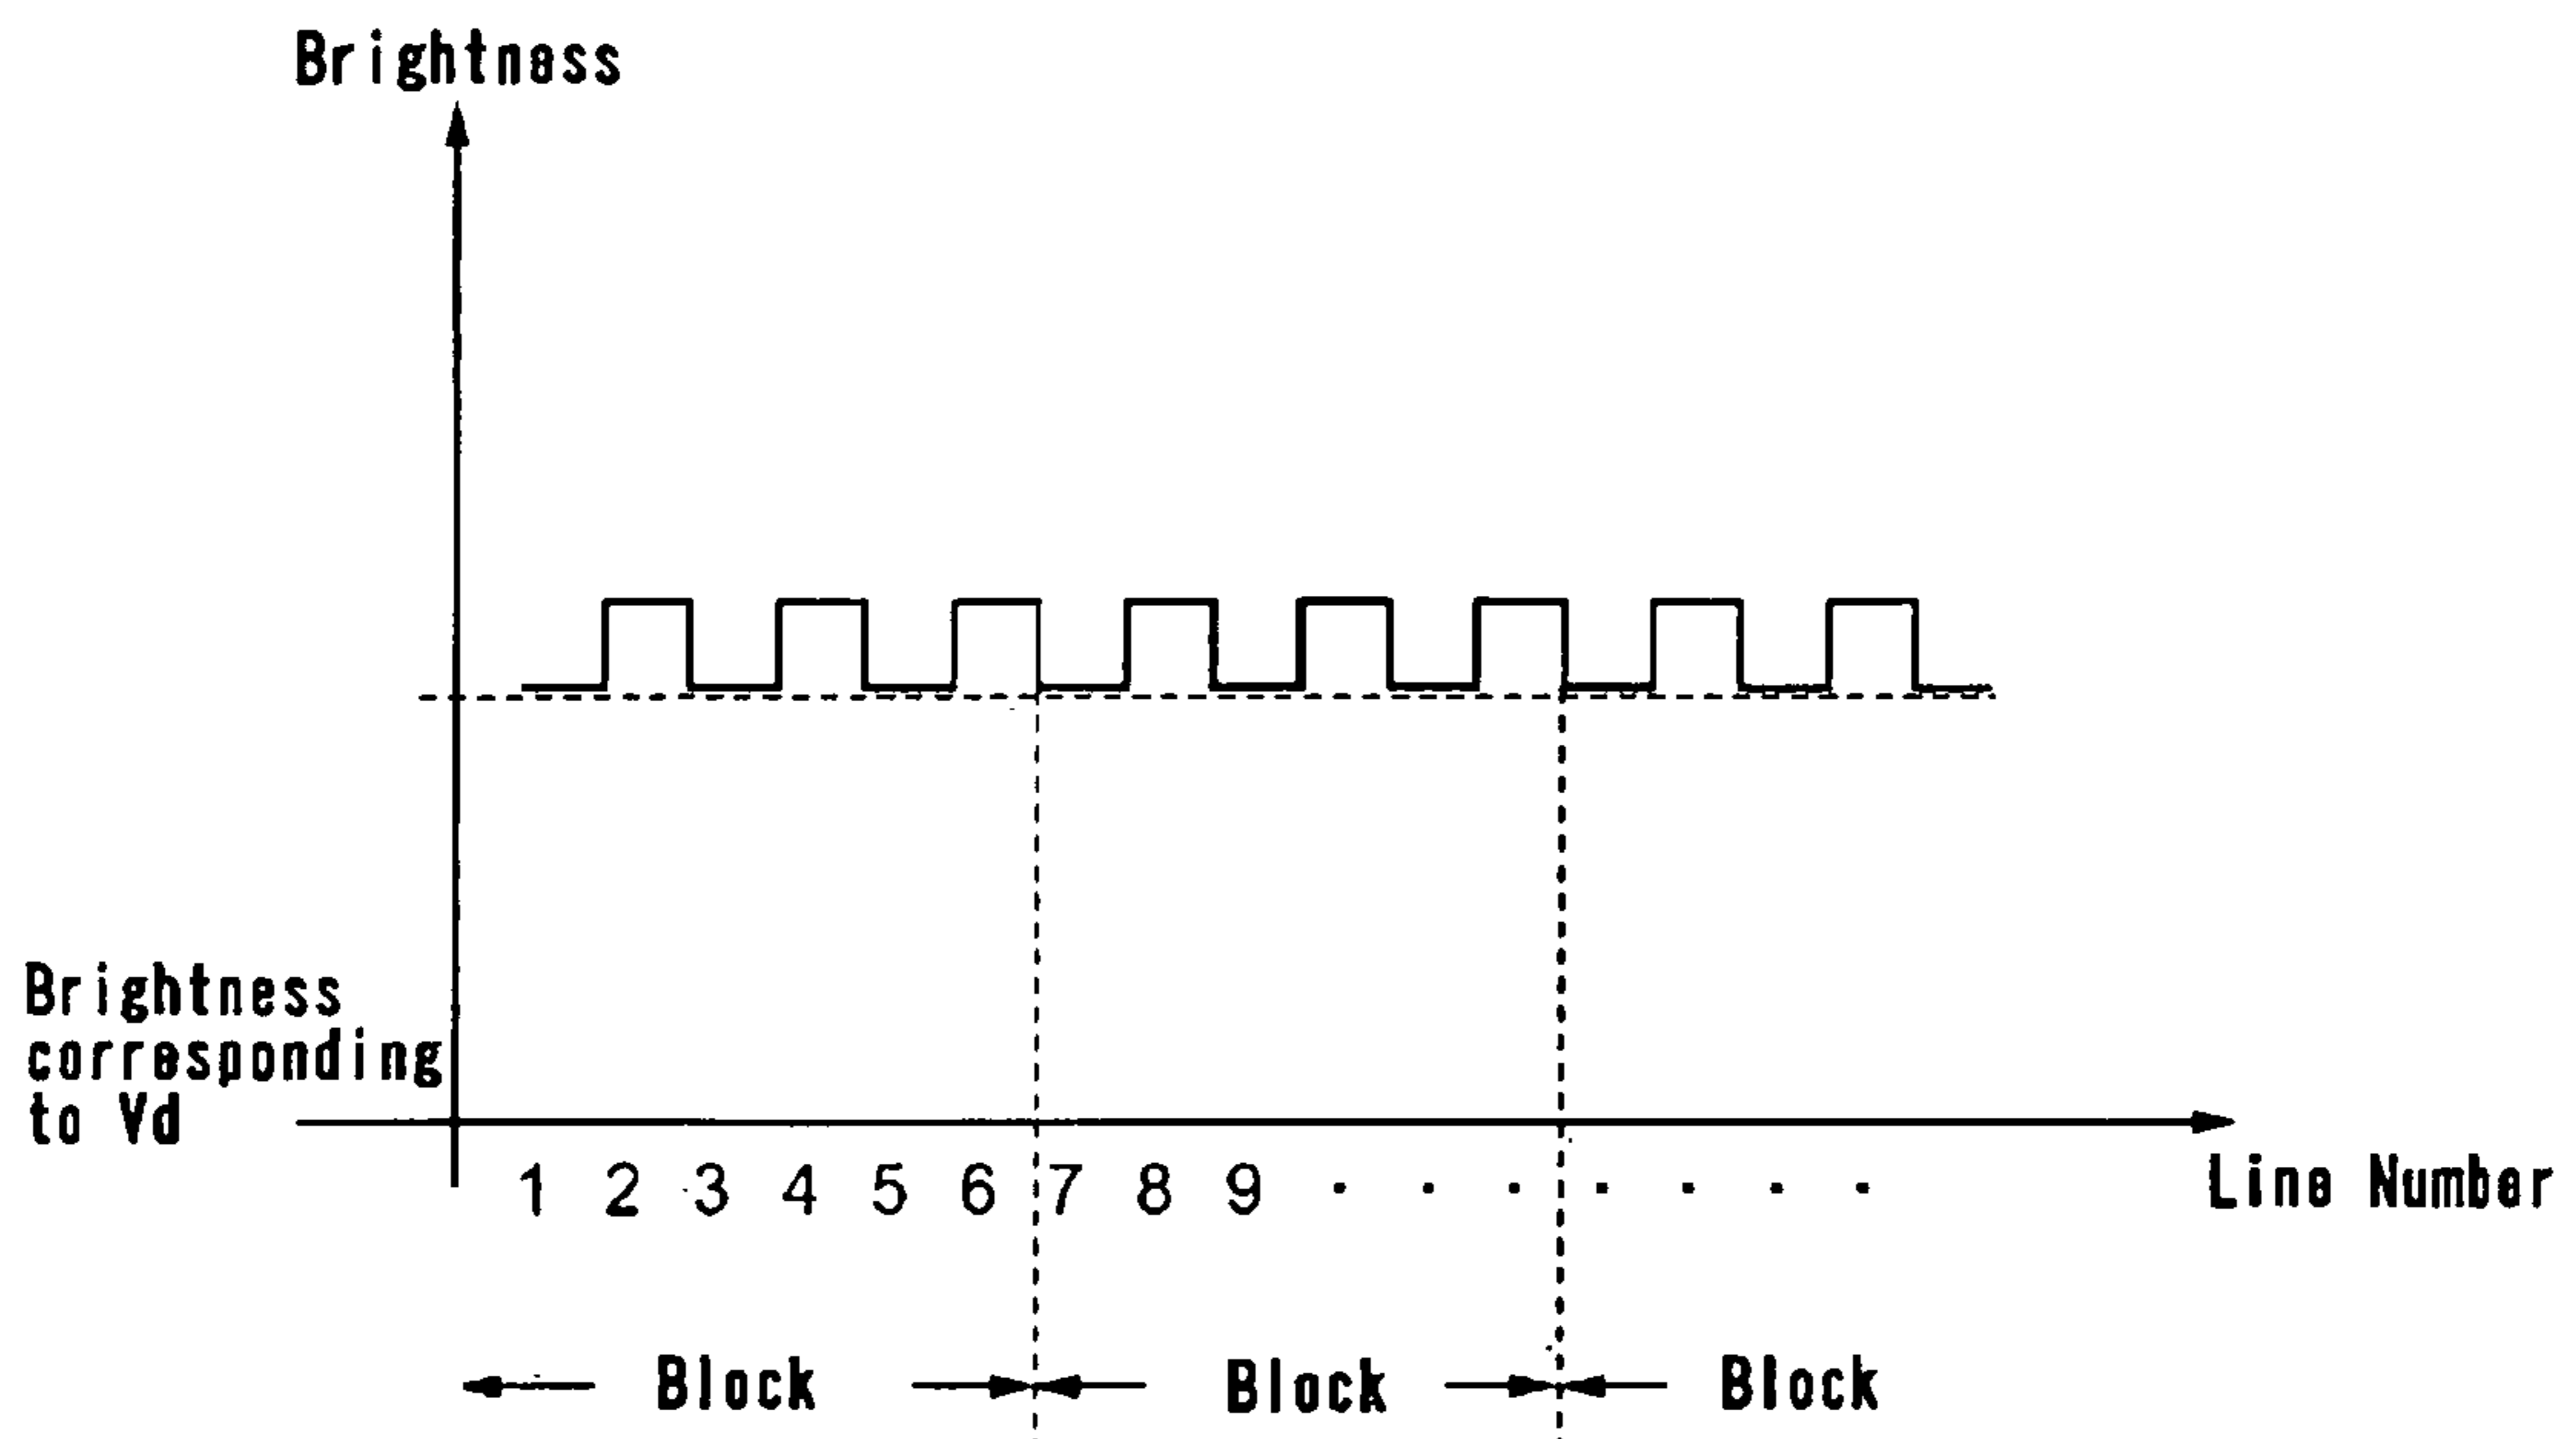 Brightness
Brightness
corresponding
to Vd
1 2 3 4 5 6 7 8 9 · · · · · · ·
Line Number
Block Block Block